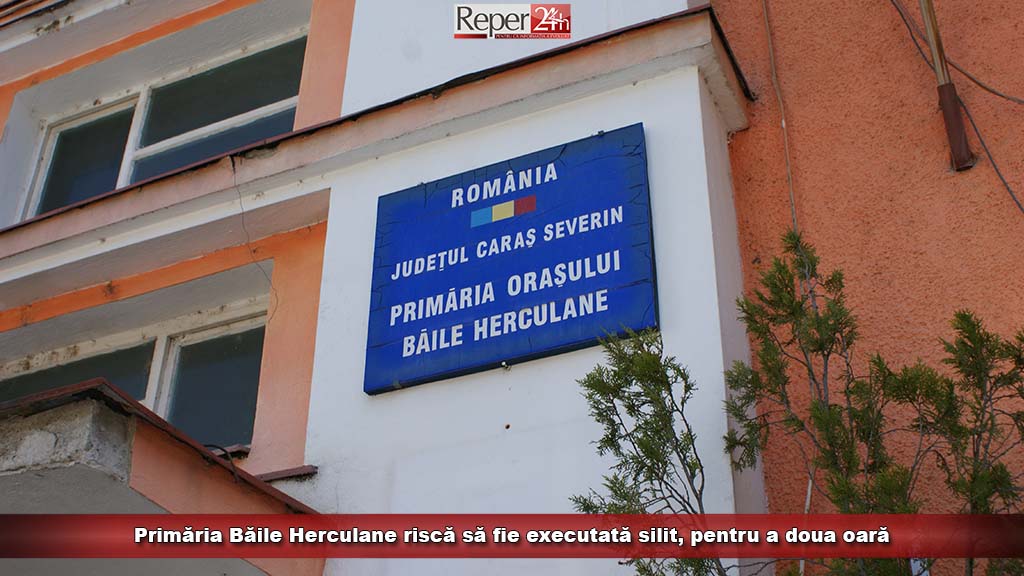 Reper24h
ROMÂNIA
JUDEȚUL CARAȘ SEVERIN
PRIMĂRIA ORAȘULUI
BĂILE HERCULANE
Primăria Băile Herculane riscă să fie executată silit, pentru a doua oară